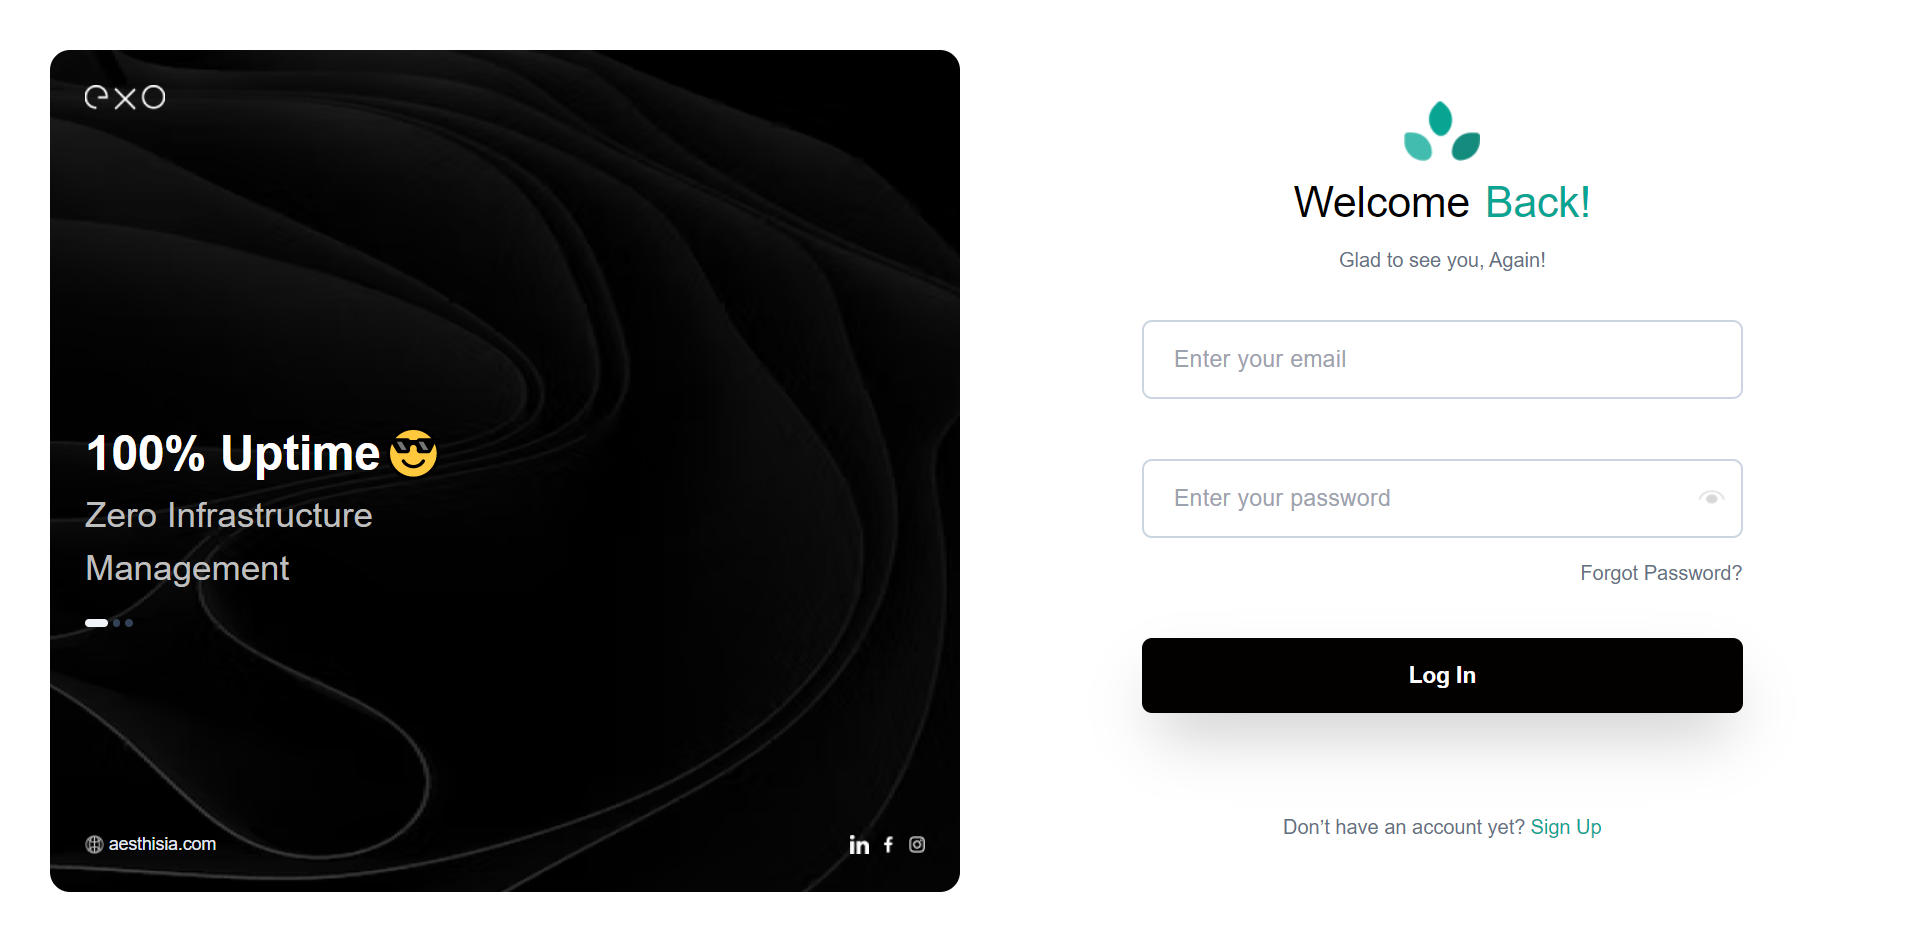 exo
100% Uptime😎
Zero Infrastructure
Management
aesthisia.com
in f
Welcome Back!
Glad to see you, Again!
Enter your email
Enter your password
Forgot Password?
Log In
Don’t have an account yet? Sign Up